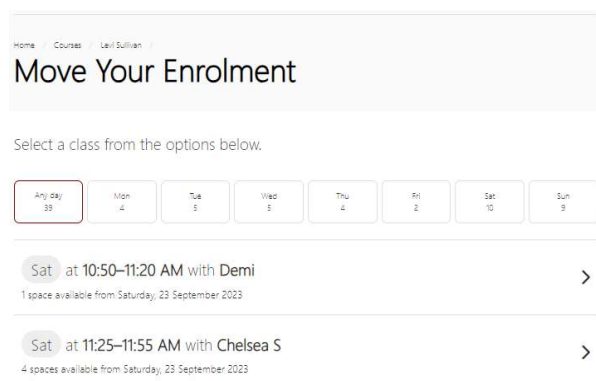 Home / Courses / Levi Sullivan /
Move Your Enrolment
Select a class from the options below.
Any day Mon Tue Wed Thu Fri Sat Sun
39 4 5 5 4 2 10 9
Sat at 10:50–11:20 AM with Demi
1 space available from Saturday, 23 September 2023
Sat at 11:25–11:55 AM with Chelsea S
4 spaces available from Saturday, 23 September 2023